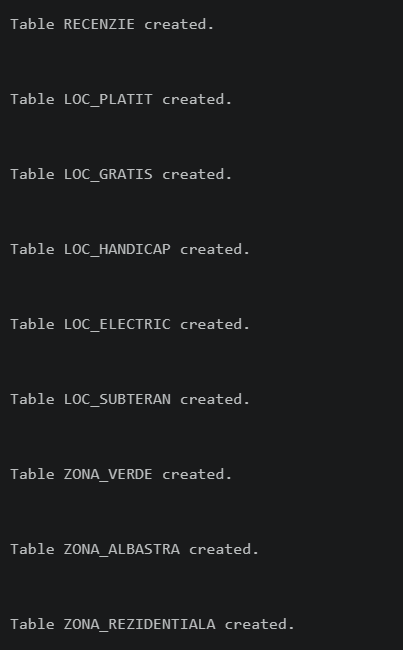 Table RECENZIE created.
Table LOC_PLATIT created.
Table LOC_GRATIS created.
Table LOC_HANDICAP created.
Table LOC_ELECTRIC created.
Table LOC_SUBTERAN created.
Table ZONA_VERDE created.
Table ZONA_ALBASTRA created.
Table ZONA_REZIDENTIALA created.